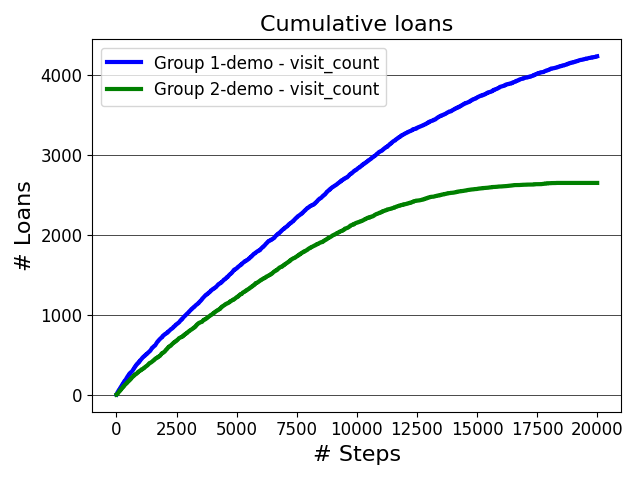 Cumulative loans
Group 1-demo - visit_count
Group 2-demo - visit_count
# Loans
4000
3000
2000
1000
0
0 2500 5000 7500 10000 12500 15000 17500 20000
# Steps